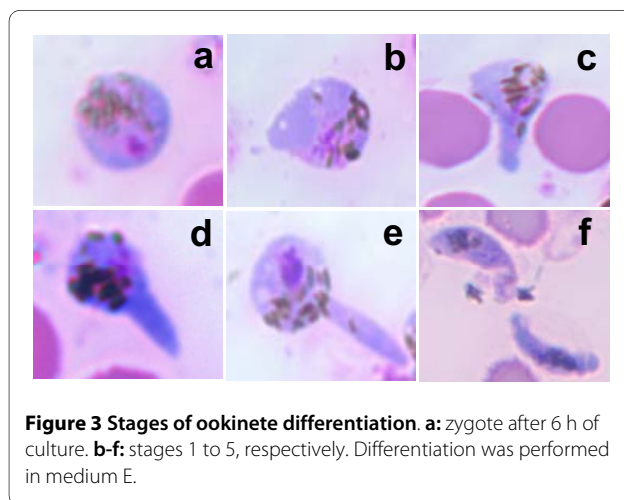 a
b
c
d
e
f
Figure 3 Stages of ookinete differentiation. a: zygote after 6 h of
culture. b-f: stages 1 to 5, respectively. Differentiation was performed
in medium E.